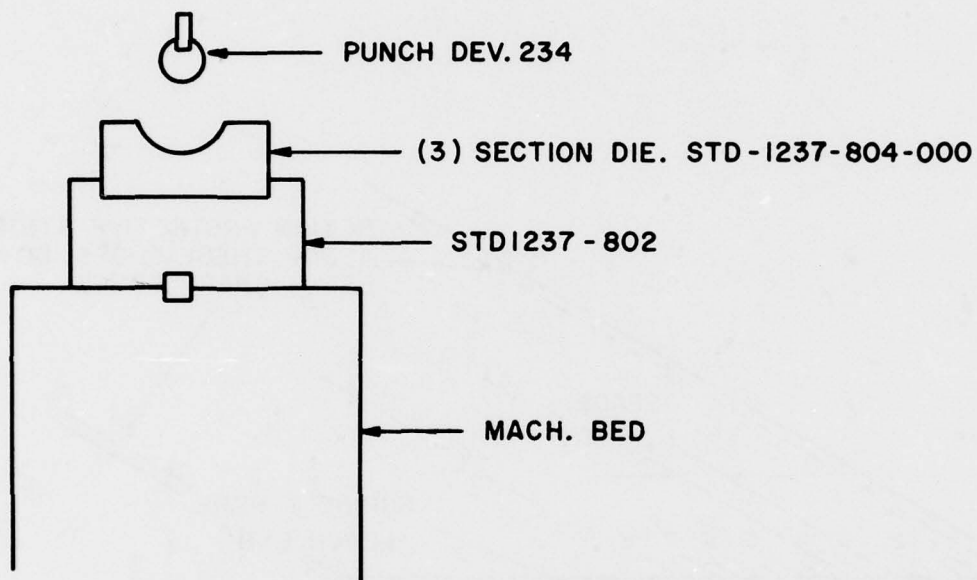 PUNCH DEV. 234
(3) SECTION DIE. STD-1237-804-000
STD1237-802
MACH. BED